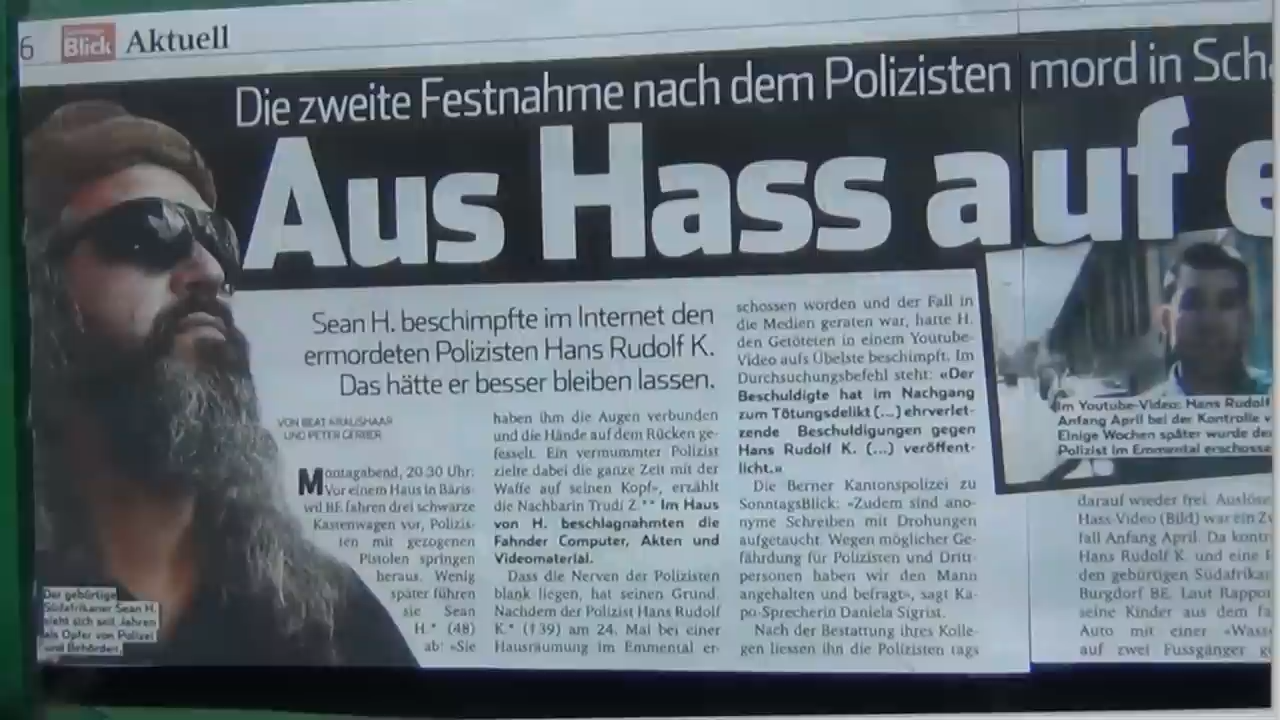 6 Blick Aktuell
Die zweite Festnahme nach dem Polizisten mord in Sch
Aus Hass auf e
Sean H. beschimpfte im Internet den
ermordeten Polizisten Hans Rudolf K.
Das hätte er besser bleiben lassen.
VON BEAT KRAUSHAAR
UND PETER GERBER
Montagabend, 20.30 Uhr:
Vor einem Haus in Bäris-
wil BE fahren drei schwarze
Kastenwagen vor, Polizis-
ten mit gezogenen
Pistolen springen
heraus. Wenig
später führen
sie Sean
H.* (48)
ab: «Sie
haben ihm die Augen verbunden
und die Hände auf dem Rücken ge-
fesselt. Ein vermummter Polizist
zielte dabei die ganze Zeit mit der
Waffe auf seinen Kopf», erzählt
die Nachbarin Trudi Z.** Im Haus
von H. beschlagnahmten die
Fahnder Computer, Akten und
Videomaterial.
Dass die Nerven der Polizisten
blank liegen, hat seinen Grund.
Nachdem der Polizist Hans Rudolf
K.* (†39) am 24. Mai bei einer
Hausräumung im Emmental er-
schossen worden und der Fall in
die Medien geraten war, hatte H.
den Getöteten in einem Youtube-
Video aufs Übelste beschimpft. Im
Durchsuchungsbefehl steht: «Der
Beschuldigte hat im Nachgang
zum Tötungsdelikt (...) ehrverlet-
zende Beschuldigungen gegen
Hans Rudolf K. (...) veröffent-
licht.»
Die Berner Kantonspolizei zu
SonntagsBlick: «Zudem sind ano-
nyme Schreiben mit Drohungen
aufgetaucht. Wegen möglicher Ge-
fährdung für Polizisten und Dritt-
personen haben wir den Mann
angehalten und befragt», sagt Ka-
po-Sprecherin Daniela Sigrist.
Nach der Bestattung ihres Kolle-
gen liessen ihn die Polizisten tags
Im Youtube-Video: Hans Rudolf
Anfang April bei der Kontrolle v
Einige Wochen später wurde der
Polizist im Emmental erschosse
darauf wieder frei. Auslöse
Hass-Video (Bild) war ein Z
fall Anfang April. Da kontr
Hans Rudolf K. und eine
den gebürtigen Südafrikan
Burgdorf BE. Laut Rappor
seine Kinder aus dem fa
Auto mit einer «Wass
auf zwei Fussgänger
Der gebürtige
Südafrikaner Sean H.
sieht sich seit Jahren
als Opfer von Polizei
und Behörden.